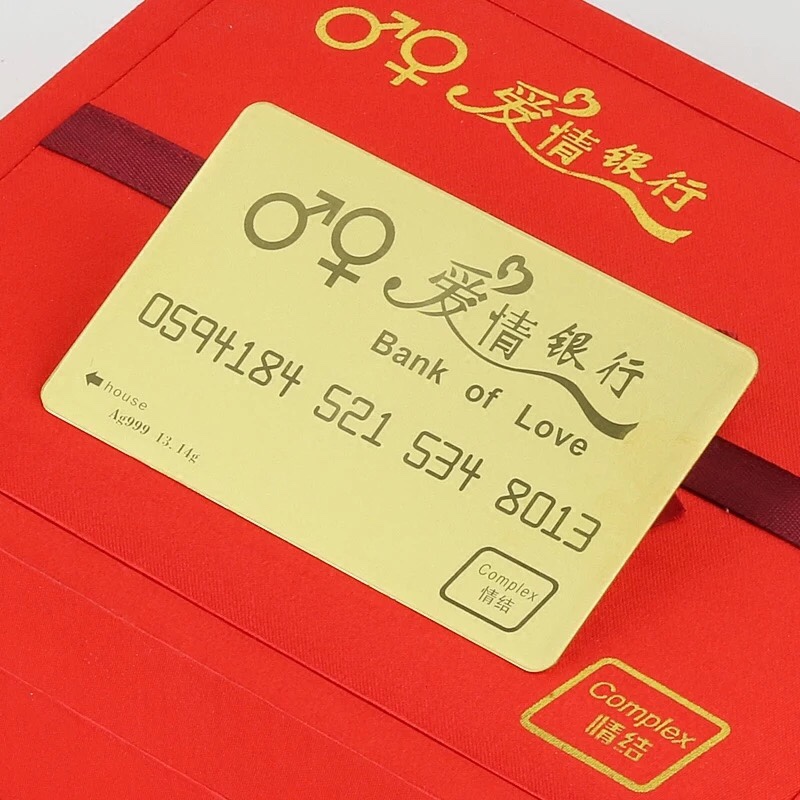 爱情银行
爱情银行
Bank of Love
0594184 521 534 8013
house
Ag999 13.14g
Complex
情结
Complex
情结